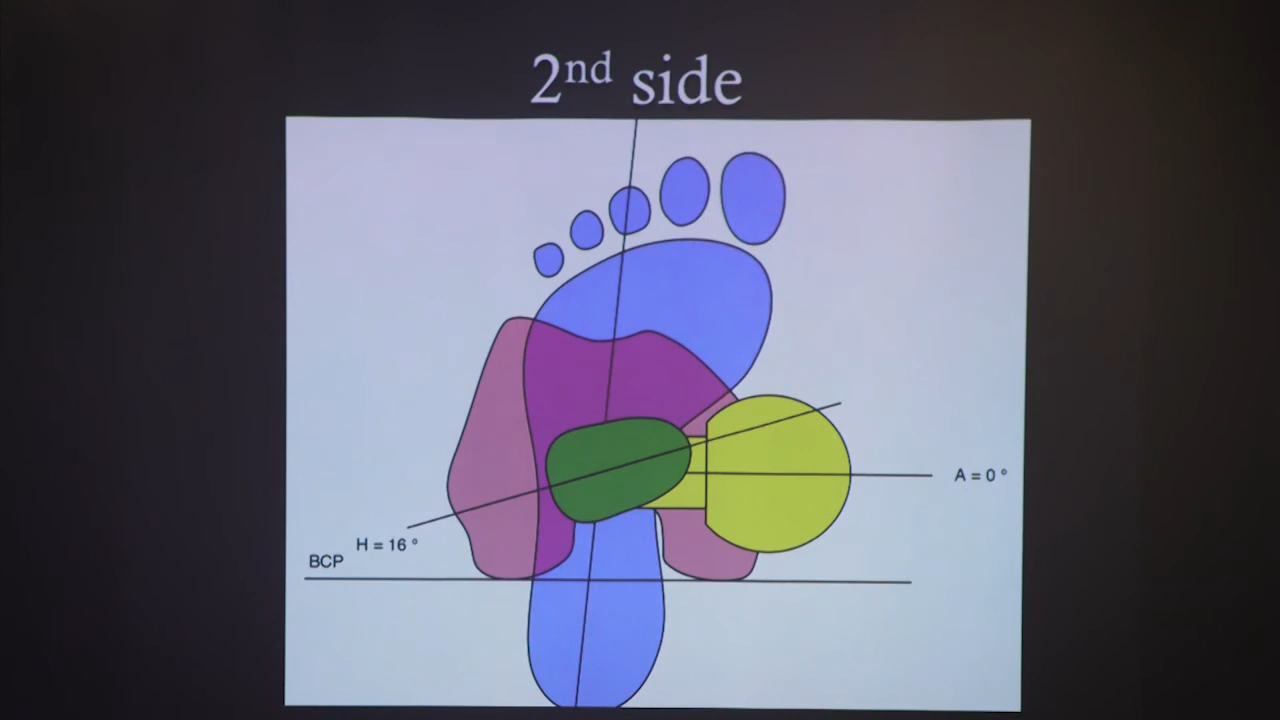 2nd side
A = 0 °
H = 16 °
BCP